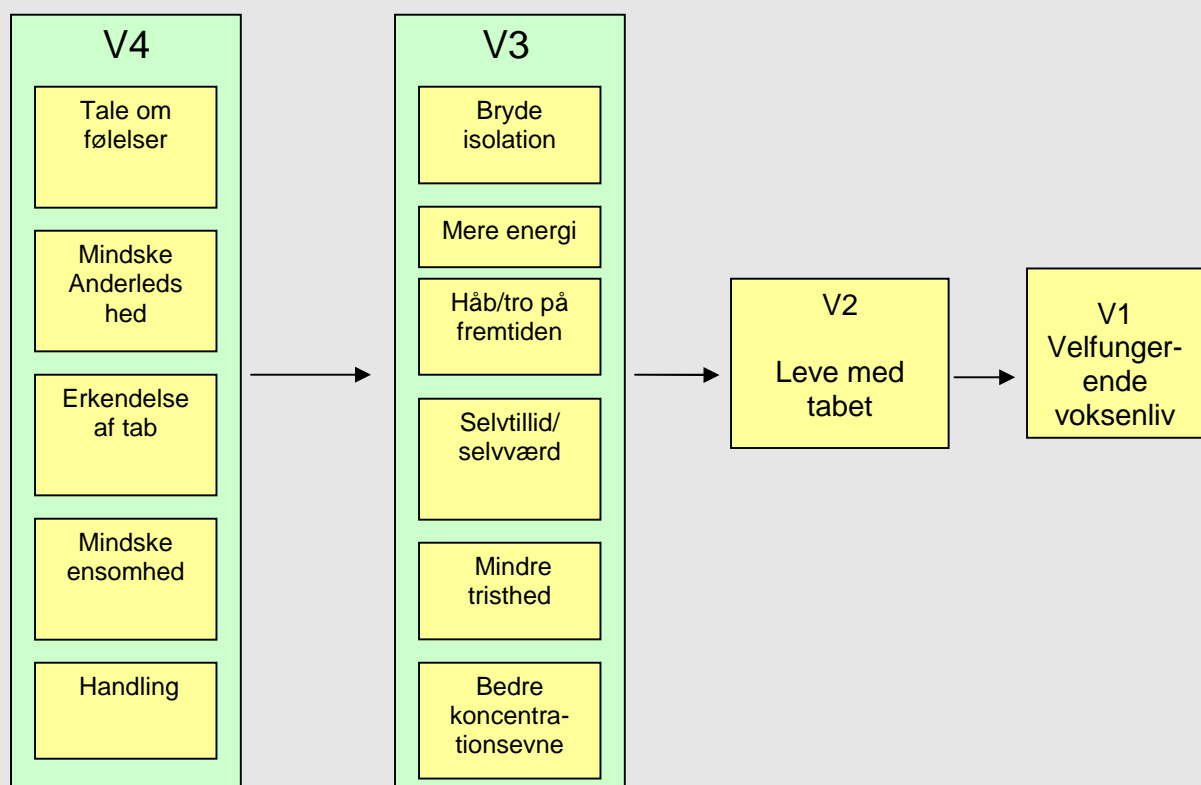 V4
Tale om
følelser
Mindske
Anderleds
hed
Erkendelse
af tab
Mindske
ensomhed
Handling
V3
Bryde
isolation
Mere energi
Håb/tro på
fremtiden
Selvtillid/
selvværd
Mindre
tristhed
Bedre
koncentra-
tionsevne
V2
Leve med
tabet
V1
Velfunger-
ende
voksenliv